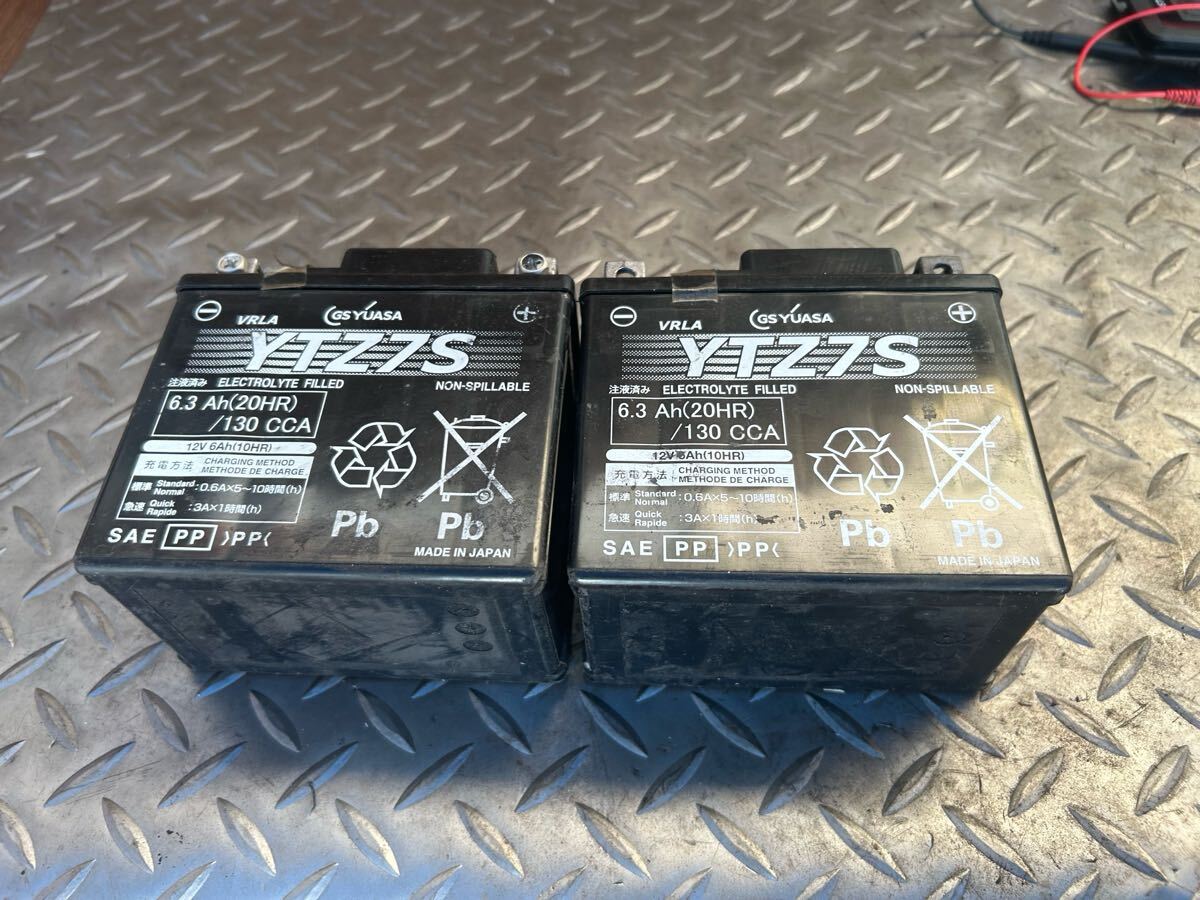 VRLA GS YUASA
YTZ7S
注液済み ELECTROLYTE FILLED NON-SPILLABLE
6.3 Ah(20HR)
/130 CCA
12V 6Ah(10HR)
充電方法 CHARGING METHOD
METHODE DE CHARGE
標準 Standard Normal :0.6A×5~10時間(h)
急速 Quick Rapide :3A×1時間(h)
Pb Pb
SAE PP >PP<
MADE IN JAPAN
VRLA GS YUASA
YTZ7S
注液済み ELECTROLYTE FILLED NON-SPILLABLE
6.3 Ah(20HR)
/130 CCA
12V 6Ah(10HR)
充電方法 CHARGING METHOD
METHODE DE CHARGE
標準 Standard Normal :0.6A×5~10時間(h)
急速 Quick Rapide :3A×1時間(h)
Pb Pb
SAE PP >PP<
MADE IN JAPAN